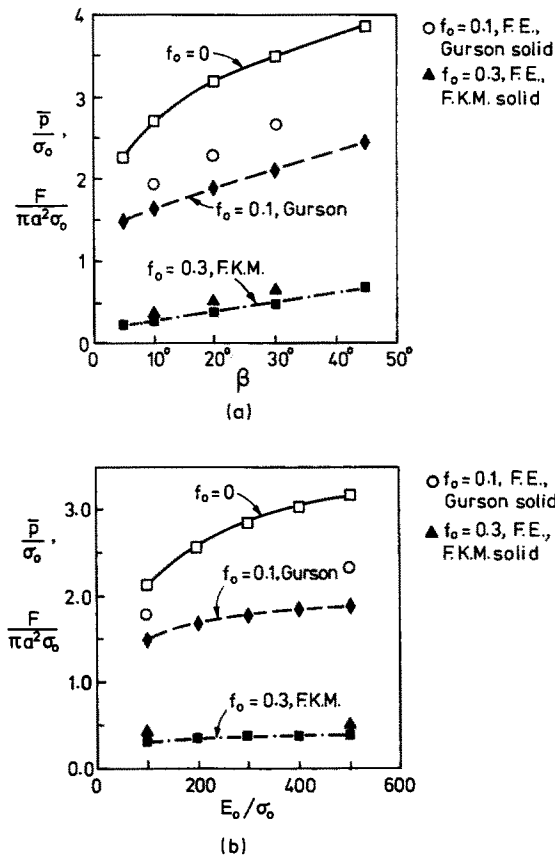 4
3
2
1
0
p̄/σ₀,
F/πa²σ₀
f₀=0
f₀=0.1, Gurson
f₀=0.3, F.K.M.
0 10° 20° 30° 40° 50°
β
(a)
○ f₀=0.1, F.E.,
Gurson solid
▲ f₀=0.3, F.E.,
F.K.M. solid
3.0
2.0
1.0
0.0
p̄/σ₀,
F/πa²σ₀
f₀=0
f₀=0.1, Gurson
f₀=0.3, F.K.M.
0 200 400 600
E₀/σ₀
(b)
○ f₀=0.1, F.E.,
Gurson solid
▲ f₀=0.3, F.E.,
F.K.M. solid